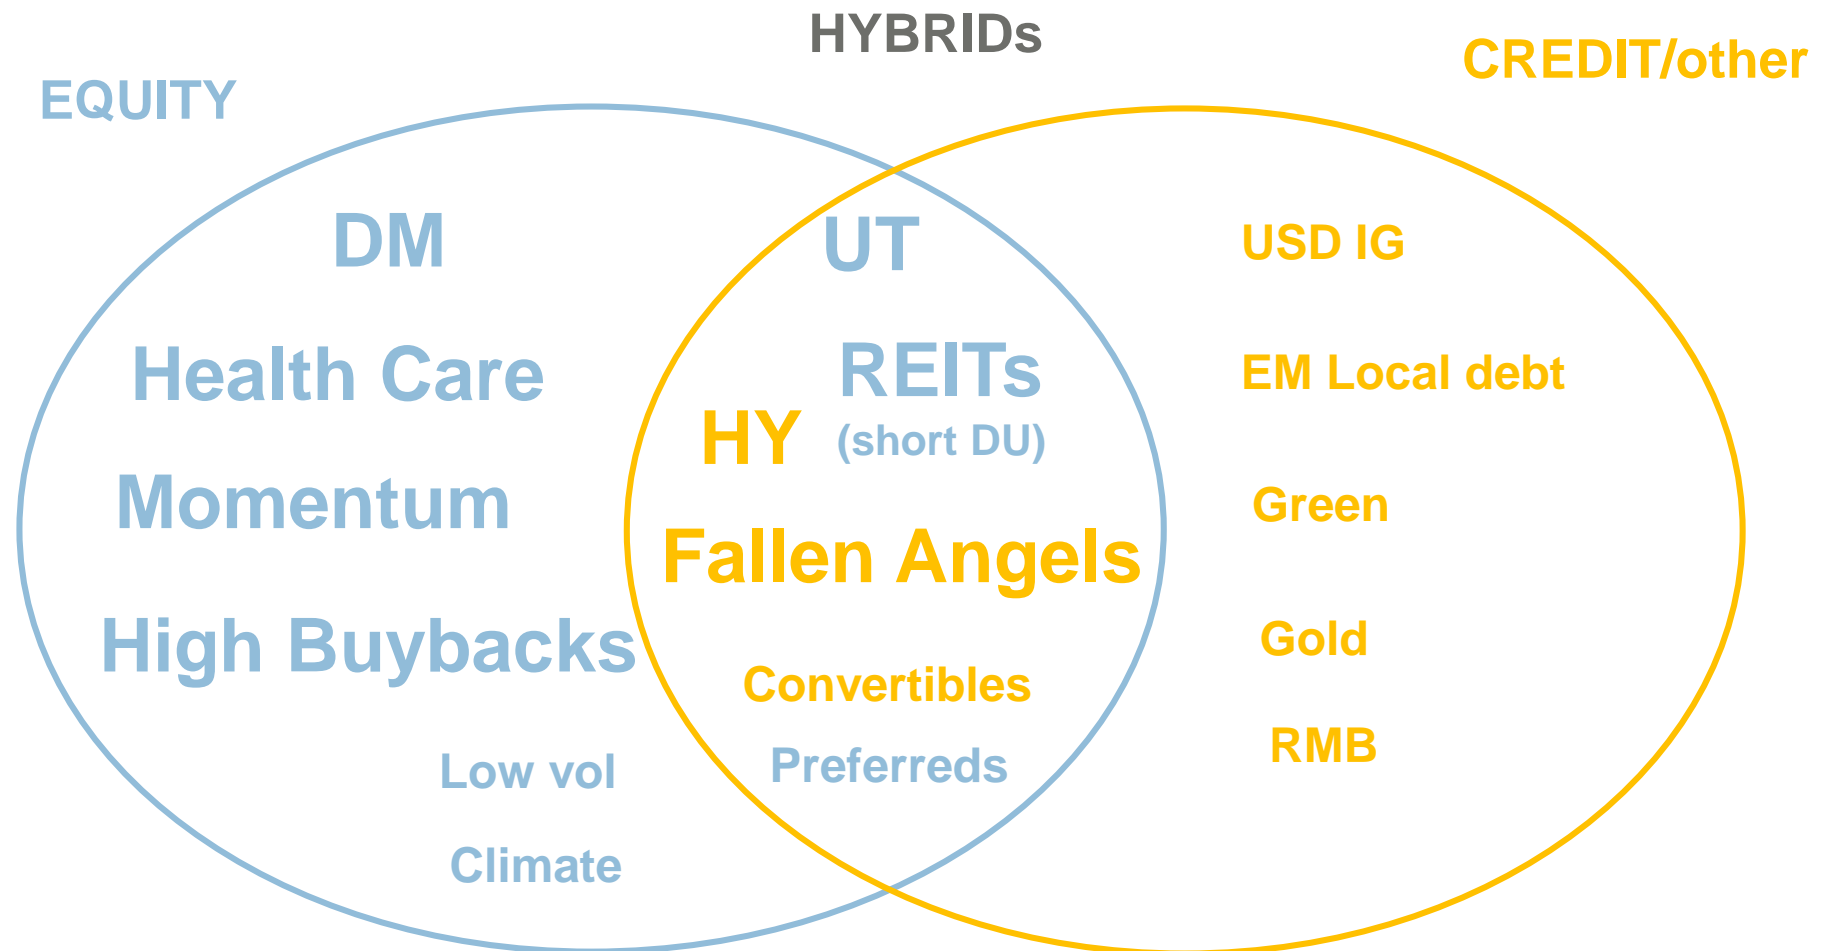 HYBRIDs
EQUITY
CREDIT/other
DM
Health Care
Momentum
High Buybacks
Low vol
Climate
UT
REITs
HY (short DU)
Fallen Angels
Convertibles
Preferreds
USD IG
EM Local debt
Green
Gold
RMB